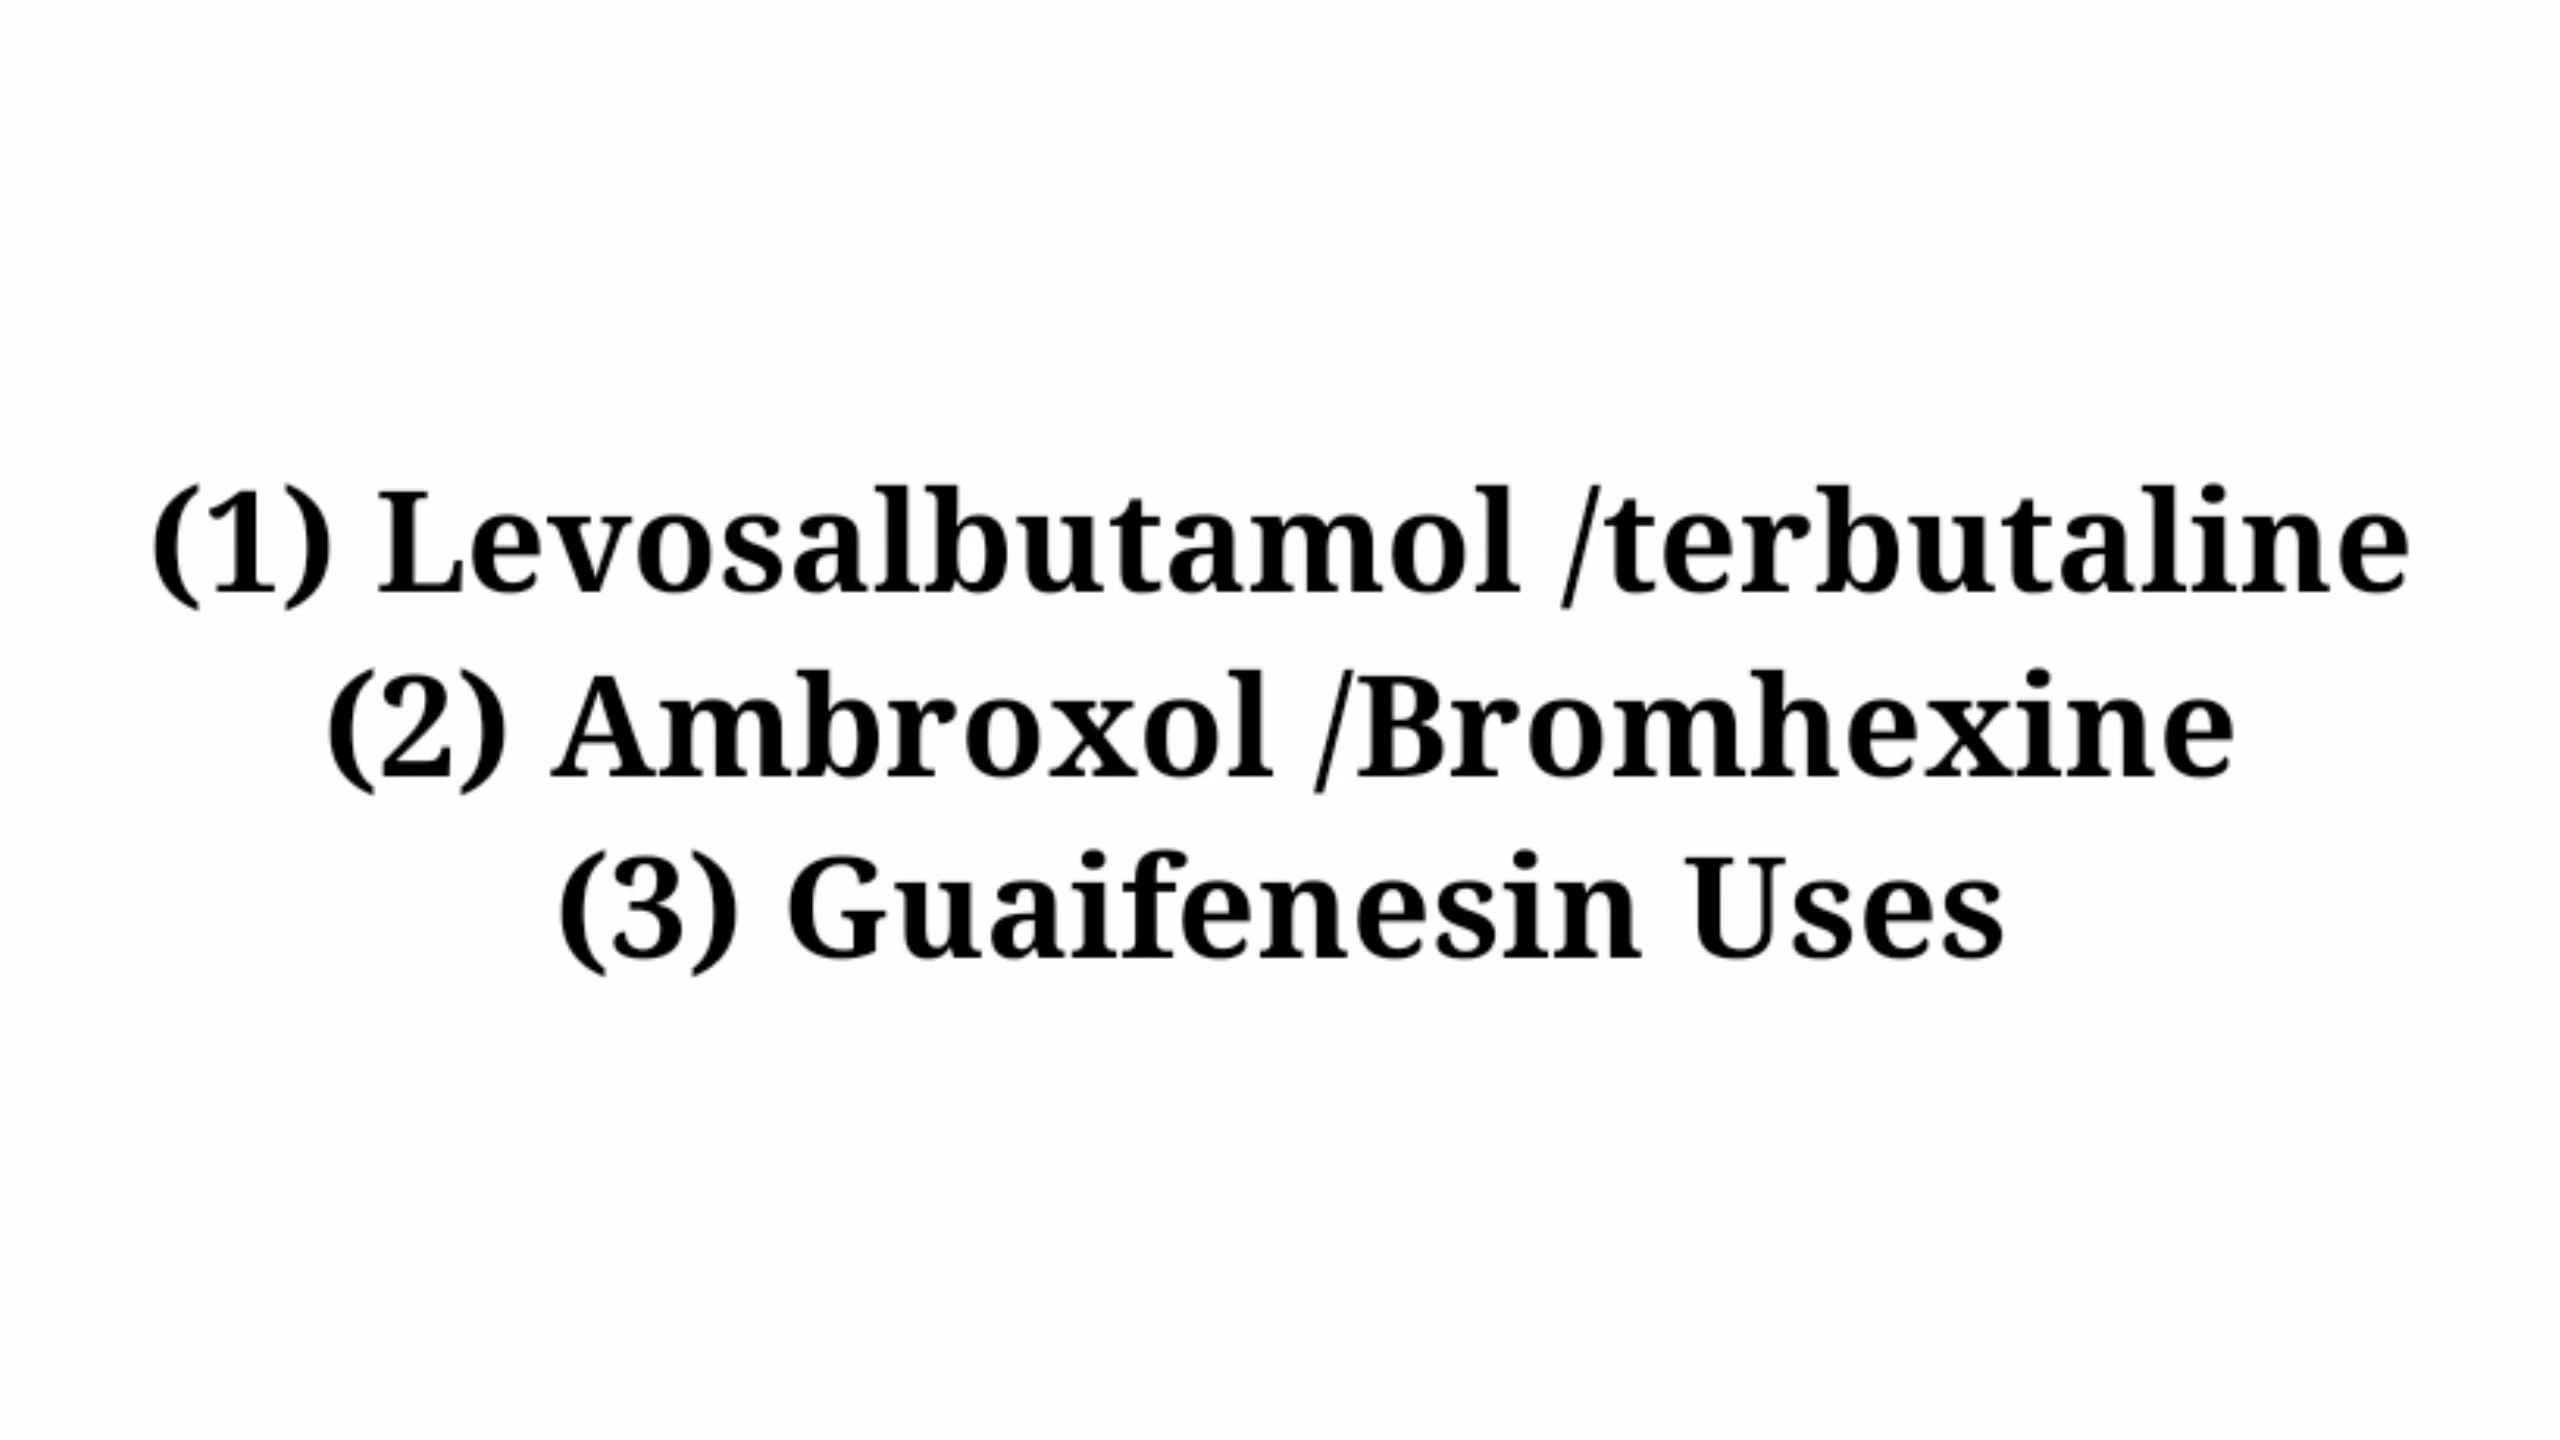 (1) Levosalbutamol /terbutaline
(2) Ambroxol /Bromhexine
(3) Guaifenesin Uses